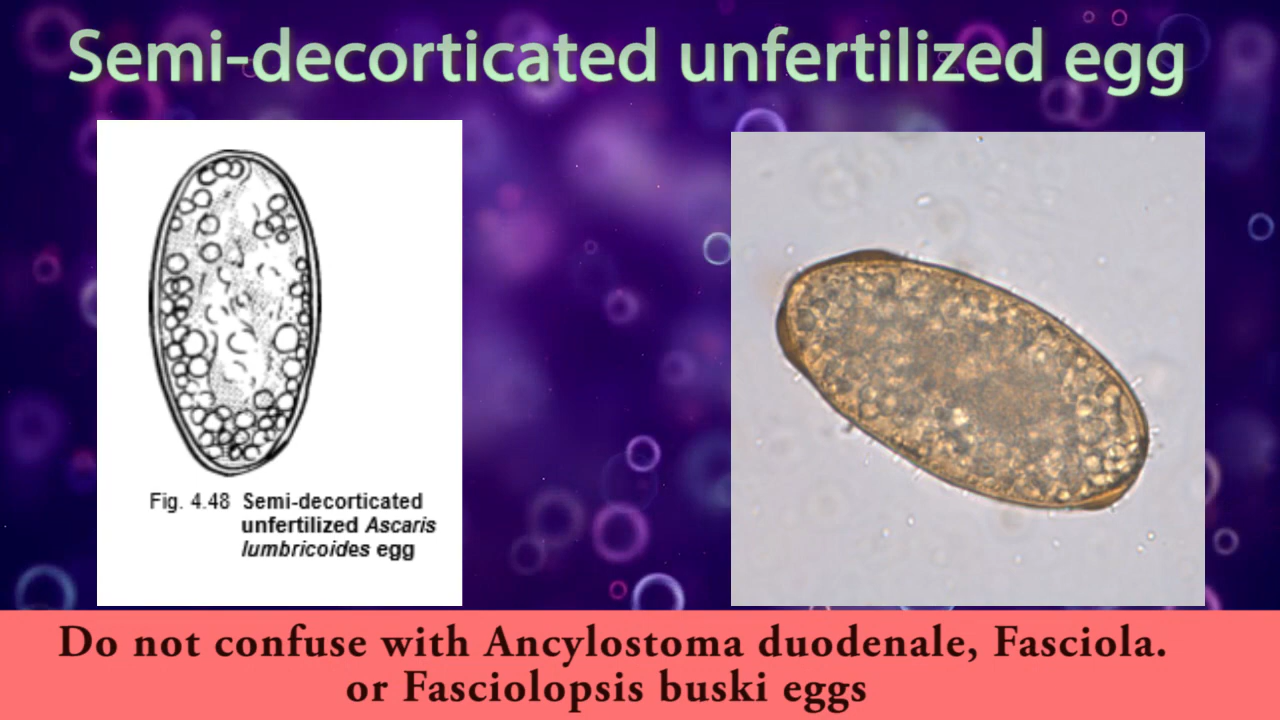 Semi-decorticated unfertilized egg
Fig. 4.48 Semi-decorticated
unfertilized Ascaris
lumbricoides egg
Do not confuse with Ancylostoma duodenale, Fasciola.
or Fasciolopsis buski eggs